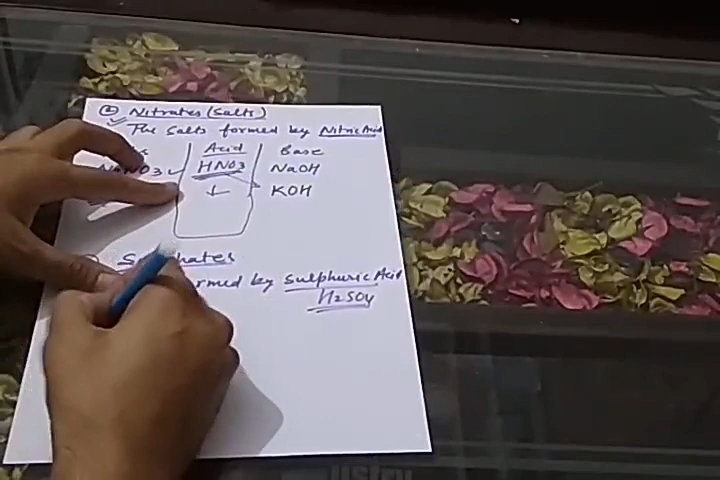 ② Nitrates (Salts)
The Salts formed by Nitric Acid
Acid Base
NaNO3 HNO3 NaOH
KOH
formed by Sulphuric Acid
H2SO4